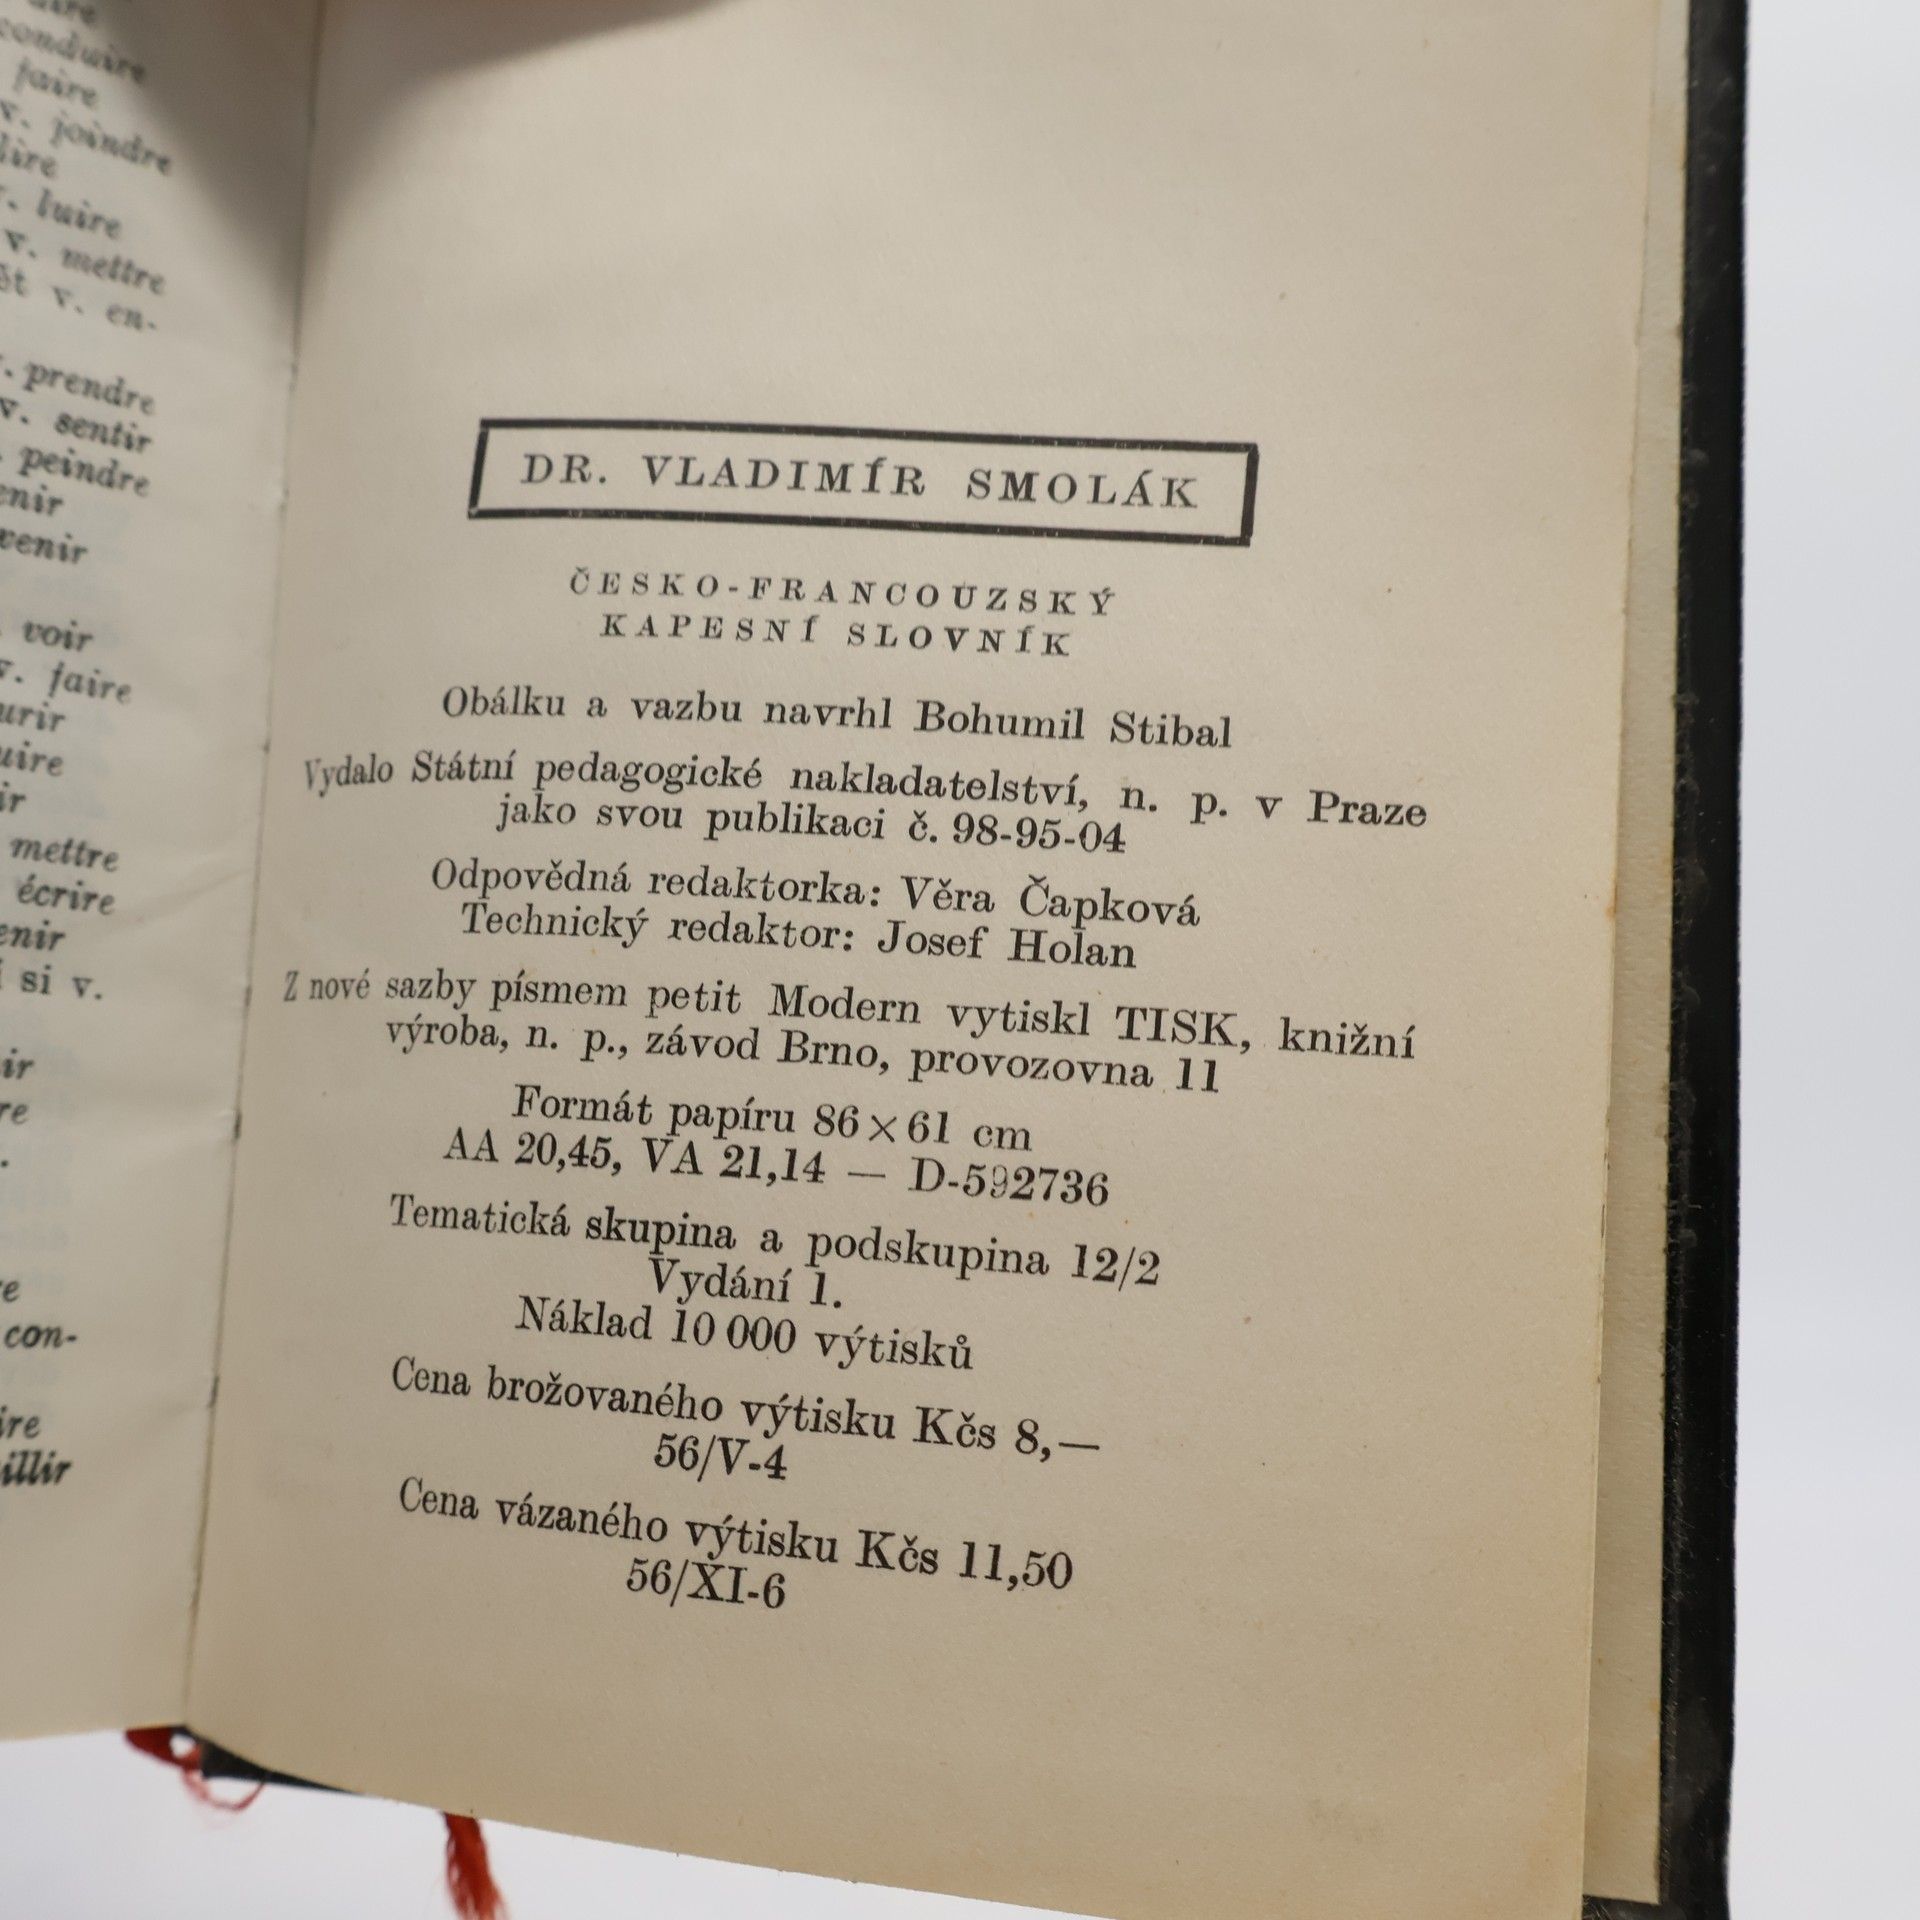 conduire
faire
v. joindre
v. luire
v. mettre
v. en-
prendre
v. sentir
peindre
voir
v. faire
mettre
écrire
si v.
con-
DR. VLADIMÍR SMOLÁK
ČESKO-FRANCOUZSKÝ
KAPESNÍ SLOVNÍK
Obálku a vazbu navrhl Bohumil Stibal
Vydalo Státní pedagogické nakladatelství, n. p. v Praze
jako svou publikaci č. 98-95-04
Odpovědná redaktorka: Věra Čapková
Technický redaktor: Josef Holan
Z nové sazby písmem petit Modern vytiskl TISK, knižní
výroba, n. p., závod Brno, provozovna 11
Formát papíru 86×61 cm
AA 20,45, VA 21,14 — D-592736
Tematická skupina a podskupina 12/2
Vydání 1.
Náklad 10 000 výtisků
Cena brožovaného výtisku Kčs 8,—
56/V-4
Cena vázaného výtisku Kčs 11,50
56/XI-6